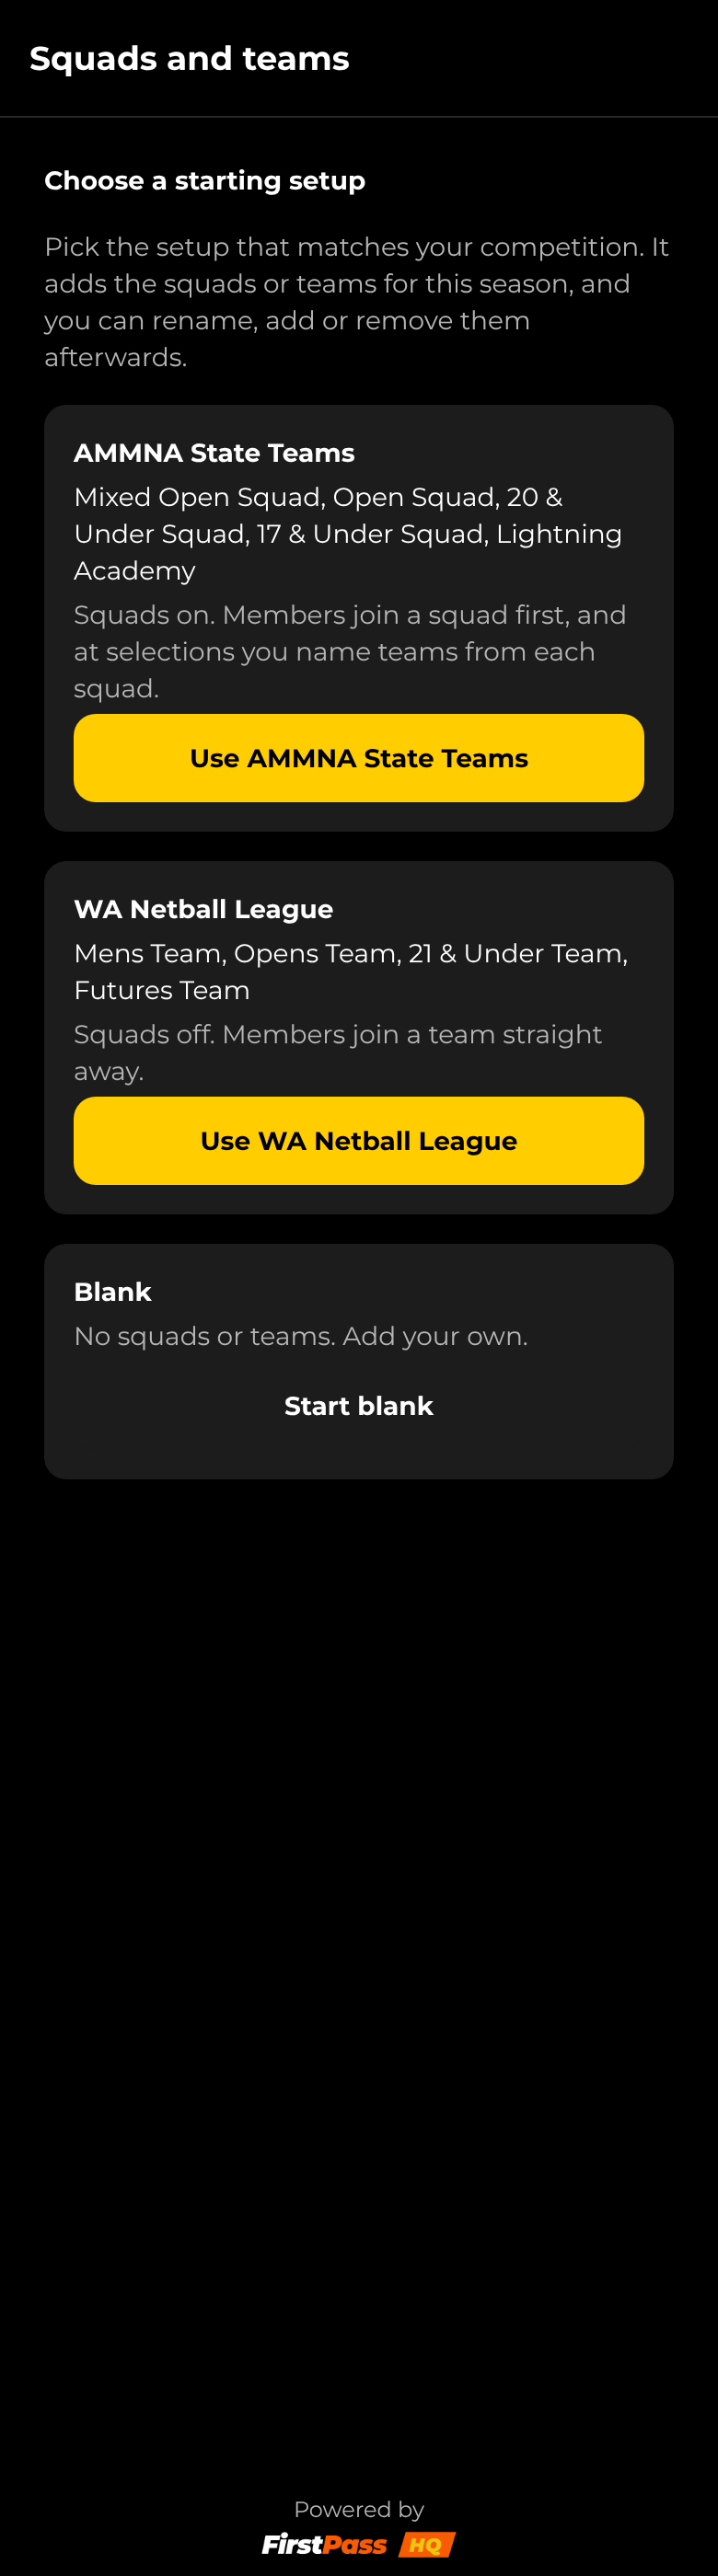 Squads and teams
Choose a starting setup
Pick the setup that matches your competition. It
adds the squads or teams for this season, and
you can rename, add or remove them
afterwards.
AMMNA State Teams
Mixed Open Squad, Open Squad, 20 &
Under Squad, 17 & Under Squad, Lightning
Academy
Squads on. Members join a squad first, and
at selections you name teams from each
squad.
Use AMMNA State Teams
WA Netball League
Mens Team, Opens Team, 21 & Under Team,
Futures Team
Squads off. Members join a team straight
away.
Use WA Netball League
Blank
No squads or teams. Add your own.
Start blank
Powered by
FirstPass HQ